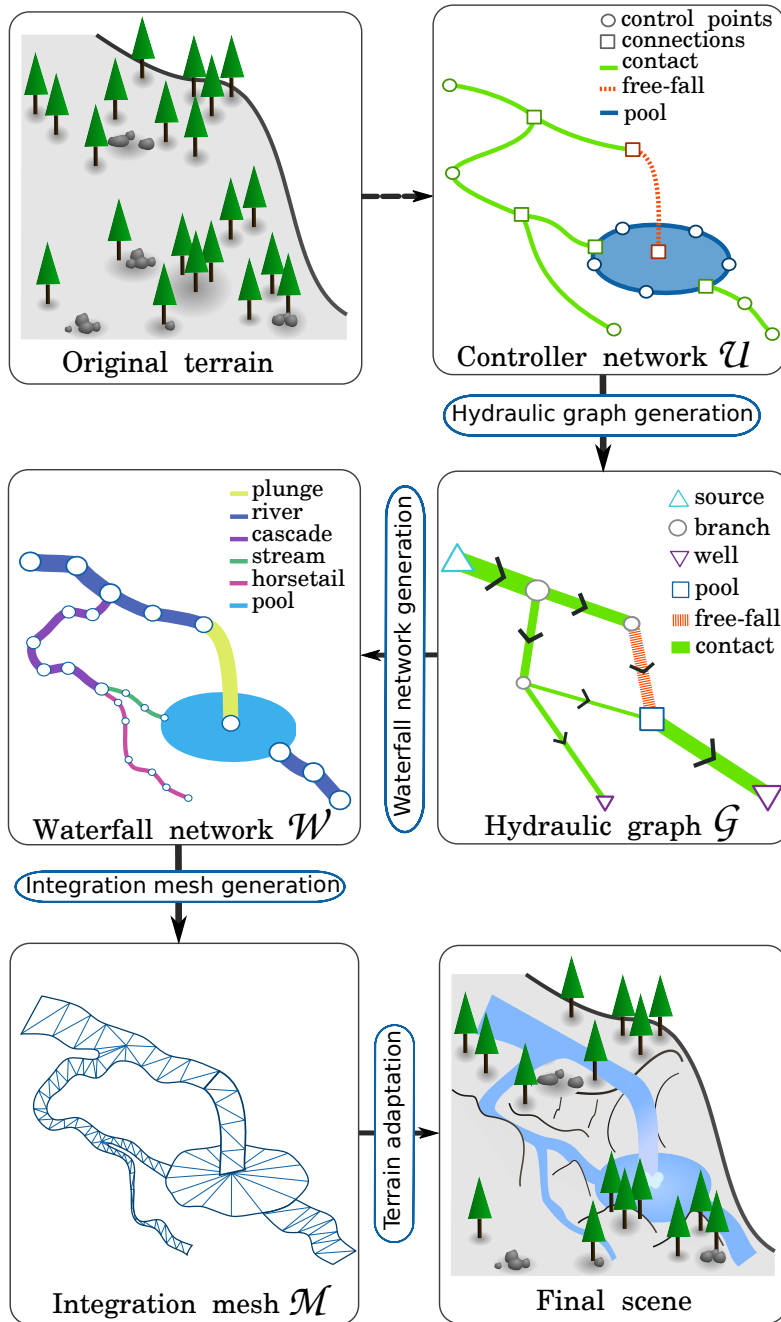 Original terrain
control points
connections
contact
free-fall
pool
Controller network 𝒰
Hydraulic graph generation
source
branch
well
pool
free-fall
contact
Hydraulic graph 𝒢
Waterfall network generation
plunge
river
cascade
stream
horsetail
pool
Waterfall network 𝒲
Integration mesh generation
Integration mesh ℳ
Terrain adaptation
Final scene